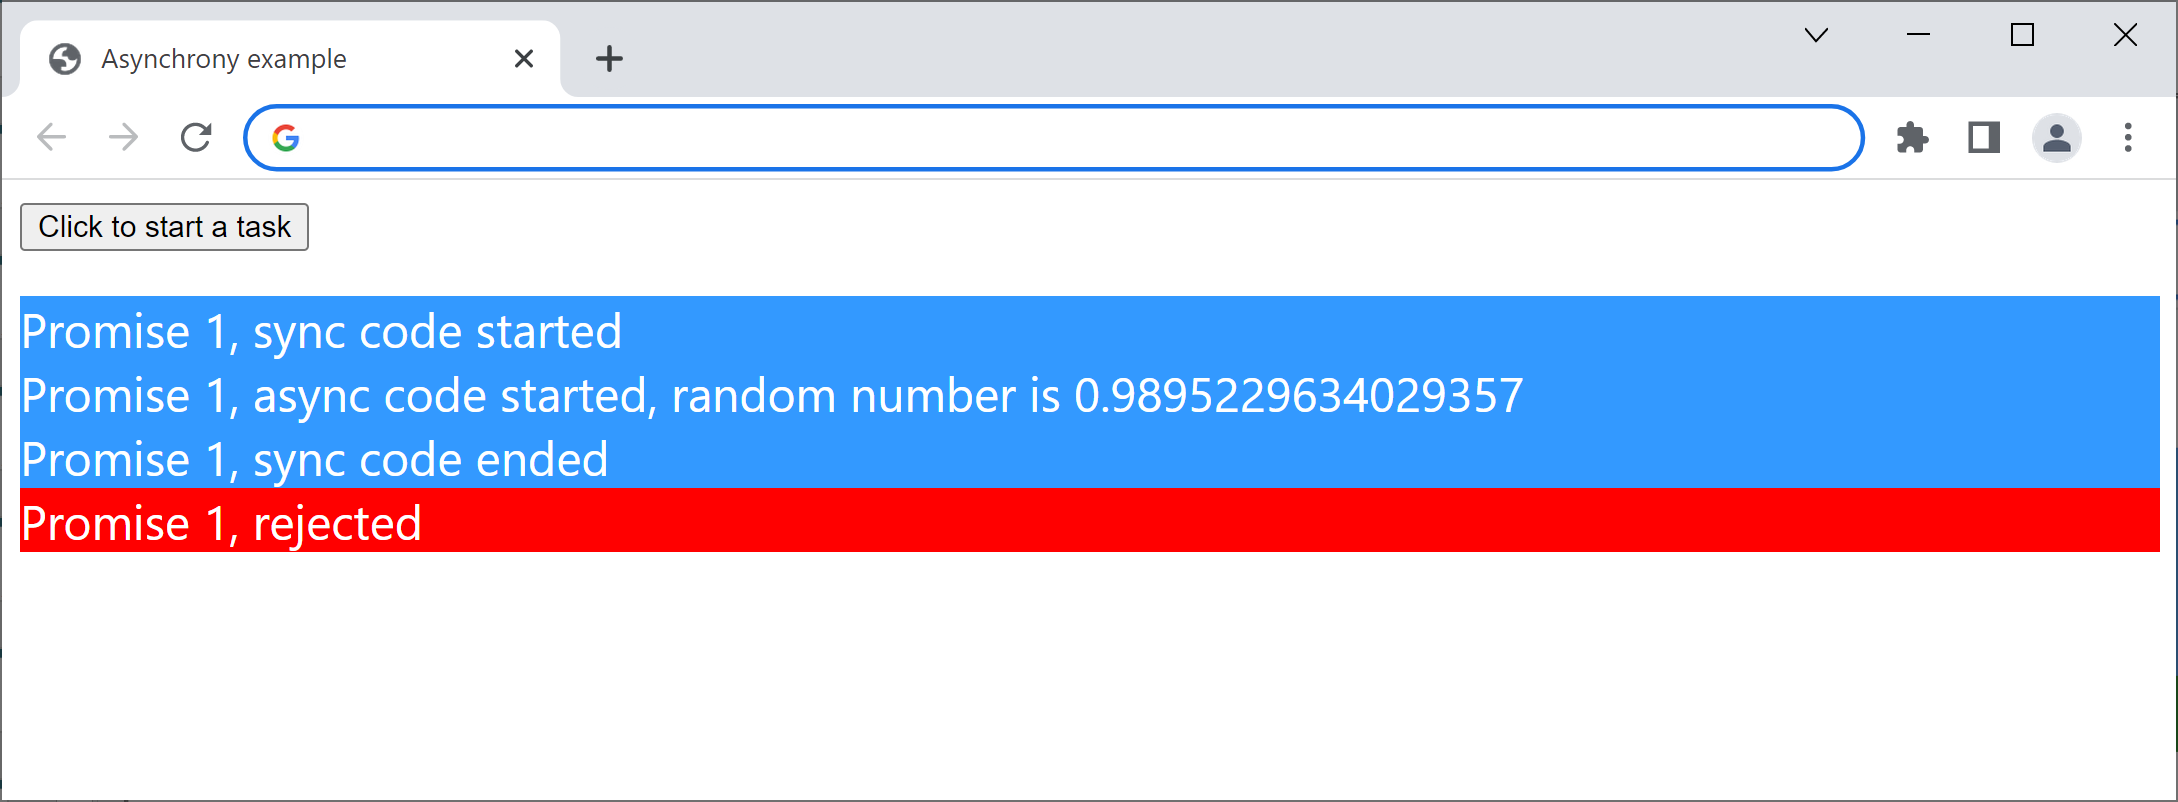 Asynchrony example
Click to start a task
Promise 1, sync code started
Promise 1, async code started, random number is 0.9895229634029357
Promise 1, sync code ended
Promise 1, rejected